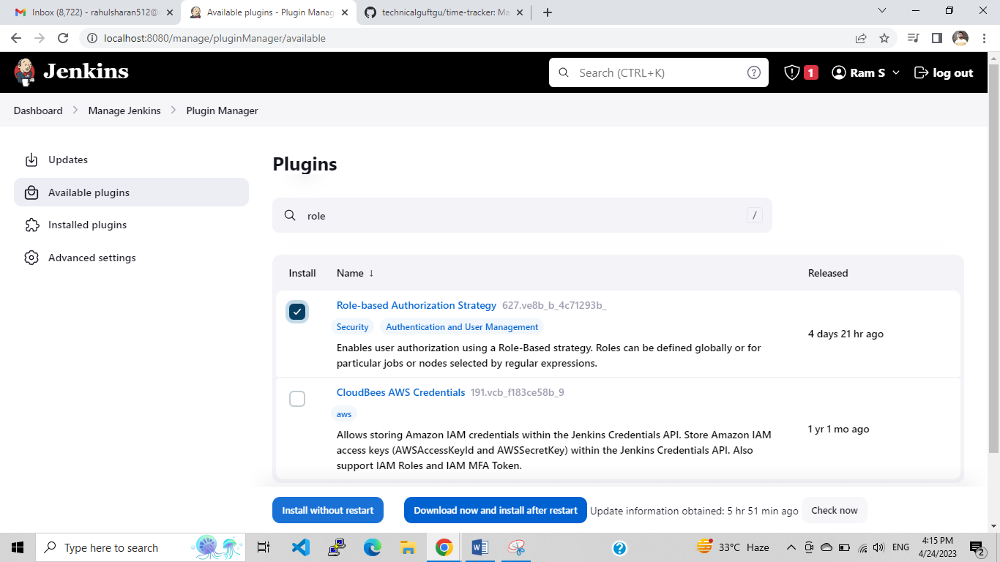 Inbox (8,722) - rahulsharan512@
Available plugins - Plugin Manag
technicalguftgu/time-tracker: Ma
localhost:8080/manage/pluginManager/available
Jenkins
Search (CTRL+K)
1
Ram S
log out
Dashboard
Manage Jenkins
Plugin Manager
Updates
Available plugins
Installed plugins
Advanced settings
Plugins
role
/
Install
Name ↓
Released
Role-based Authorization Strategy 627.ve8b_b_4c71293b_
Security
Authentication and User Management
Enables user authorization using a Role-Based strategy. Roles can be defined globally or for
particular jobs or nodes selected by regular expressions.
4 days 21 hr ago
CloudBees AWS Credentials 191.vcb_f183ce58b_9
aws
Allows storing Amazon IAM credentials within the Jenkins Credentials API. Store Amazon IAM
access keys (AWSAccessKeyId and AWSSecretKey) within the Jenkins Credentials API. Also
support IAM Roles and IAM MFA Token.
1 yr 1 mo ago
Install without restart
Download now and install after restart
Update information obtained: 5 hr 51 min ago
Check now
Type here to search
33°C Haze
ENG
4:15 PM
4/24/2023
2